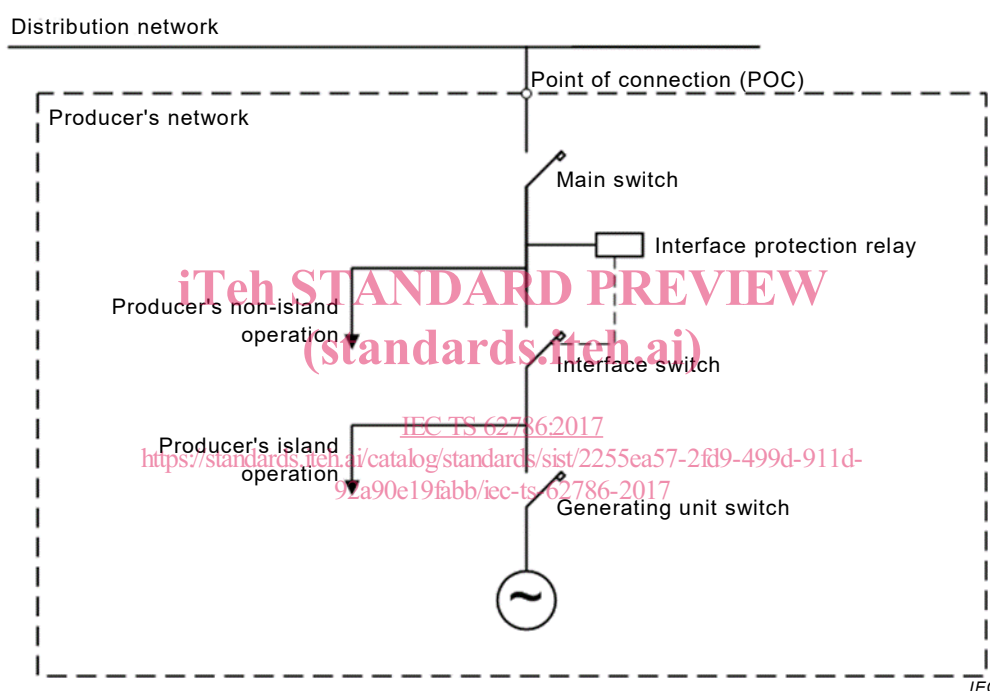 Distribution network
Point of connection (POC)
Producer's network
Main switch
Interface protection relay
iTeh STANDARD PREVIEW
Producer's non-island
operation
(standards.iteh.ai)
Interface switch
IEC TS 62786:2017
Producer's island
https://standards.iteh.ai/catalog/standards/sist/2255ea57-2fd9-499d-911d-
operation
92a90e19fabb/iec-ts-62786-2017
Generating unit switch
~
IEC